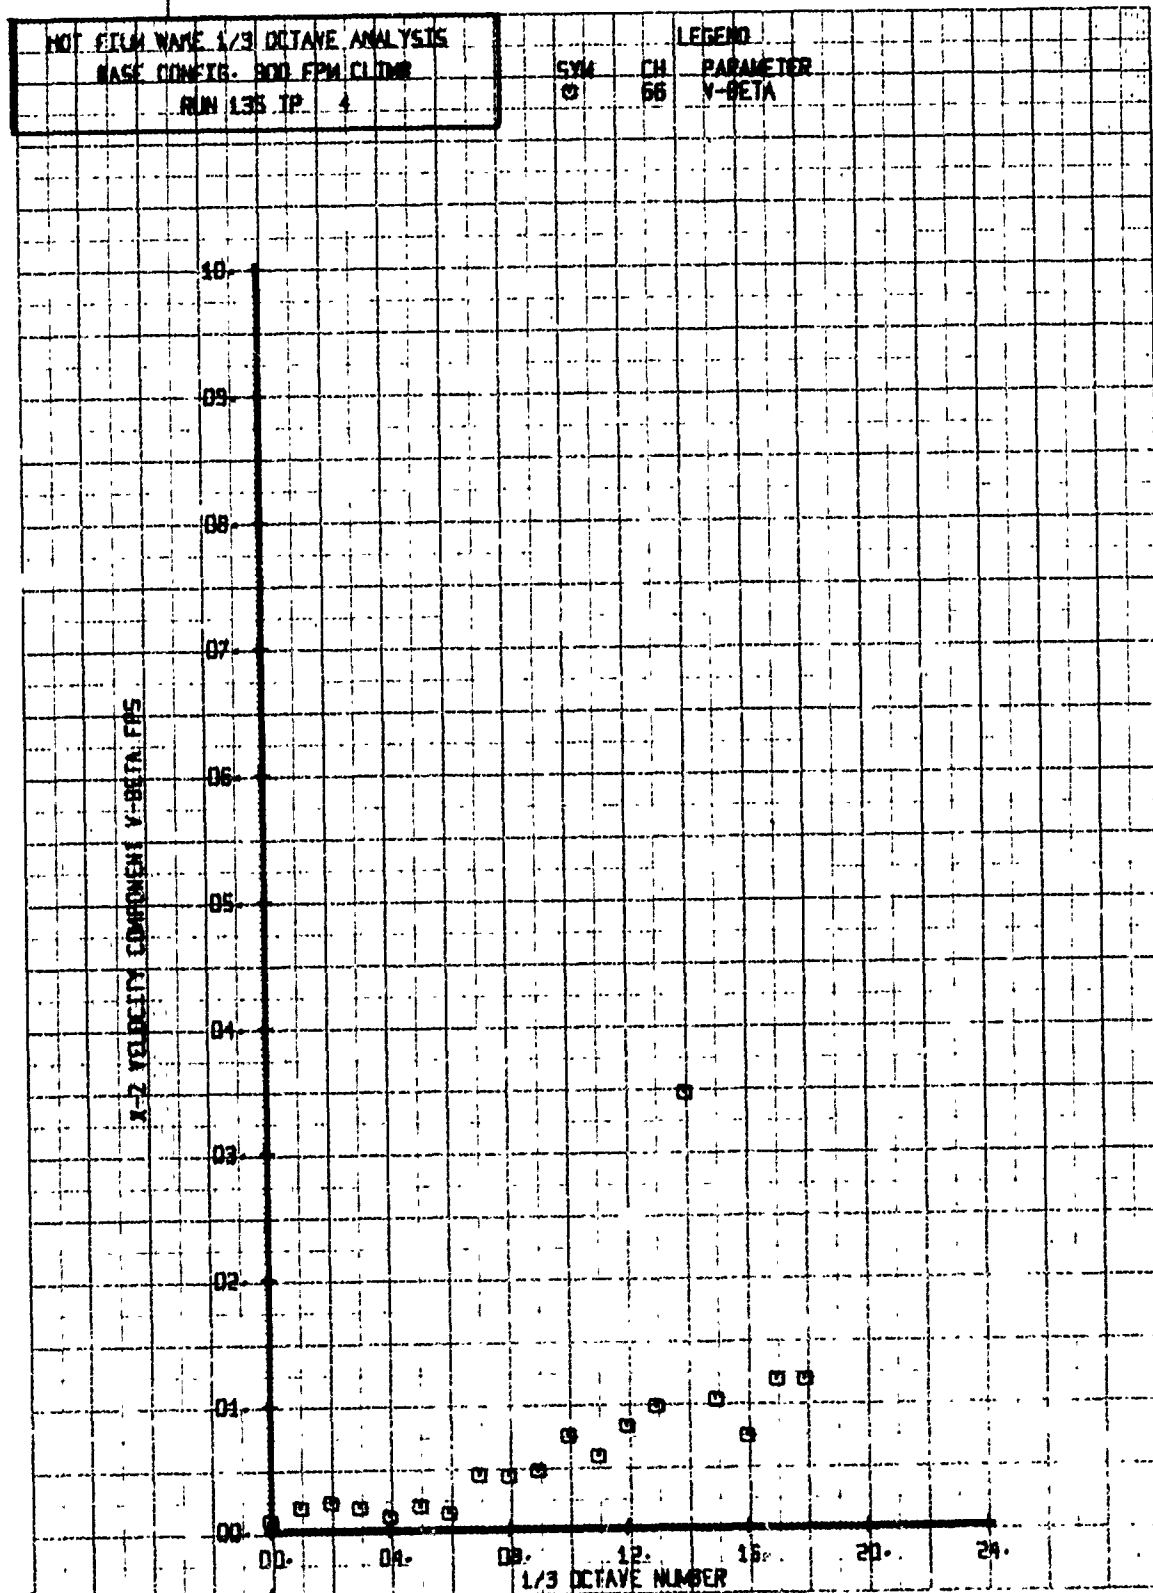 HOT FILM WAKE 1/3 OCTAVE ANALYSIS
BASE CONFIG. 900 FPM CLIMB
RUN 135 TP 4
LEGEND
SYM CH PARAMETER
66 V-BETA
10.
09.
08.
07.
06.
05.
04.
03.
02.
01.
00.
X-Z VELOCITY COMPONENT V-BETA FPS
00. 04. 08. 12. 16. 20. 24.
1/3 OCTAVE NUMBER